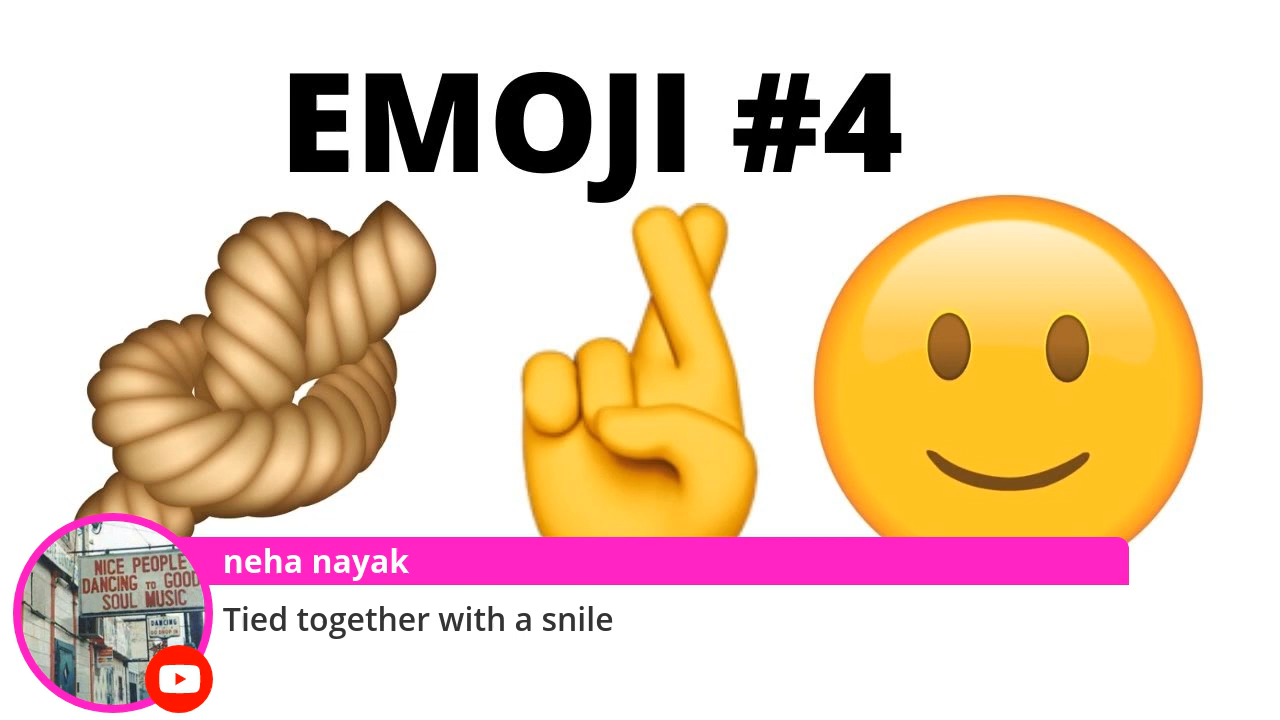 EMOJI #4
neha nayak
Tied together with a snile
NICE PEOPLE
DANCING TO GOOD
SOUL MUSIC
DANCING